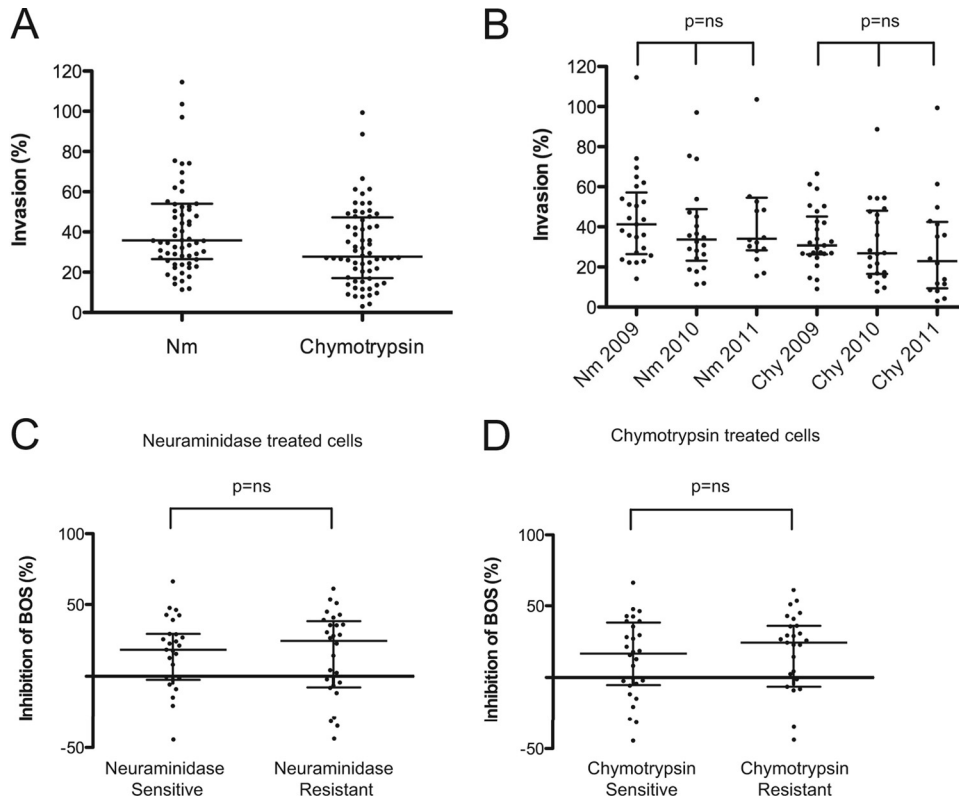 A
Invasion (%)
120
100
80
60
40
20
0
Nm
Chymotrypsin
B
p=ns
p=ns
Invasion (%)
120
100
80
60
40
20
0
Nm 2009
Nm 2010
Nm 2011
Chy 2009
Chy 2010
Chy 2011
C
Neuraminidase treated cells
p=ns
Inhibition of BOS (%)
100
50
-50
Neuraminidase
Sensitive
Neuraminidase
Resistant
D
Chymotrypsin treated cells
p=ns
Inhibition of BOS (%)
100
50
0
-50
Chymotrypsin
Sensitive
Chymotrypsin
Resistant